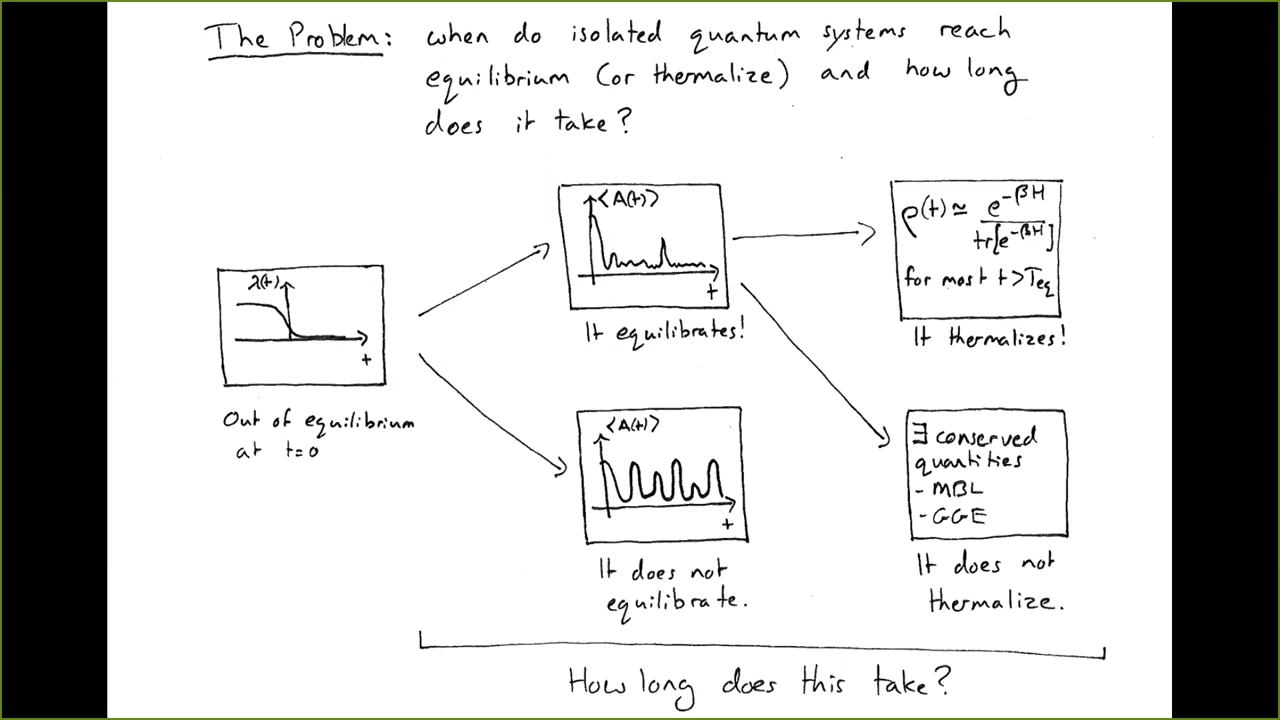 The Problem: when do isolated quantum systems reach
equilibrium (or thermalize) and how long
does it take?
λ(t)
t
Out of equilibrium
at t=0
<A(t)>
t
It equilibrates!
ρ(t) ≃ e^{-βH} / tr[e^{-βH}]
for most t > T_{eq}
It thermalizes!
<A(t)>
t
It does not
equilibrate.
∃ conserved
quantities
- MBL
- GGE
It does not
thermalize.
How long does this take?